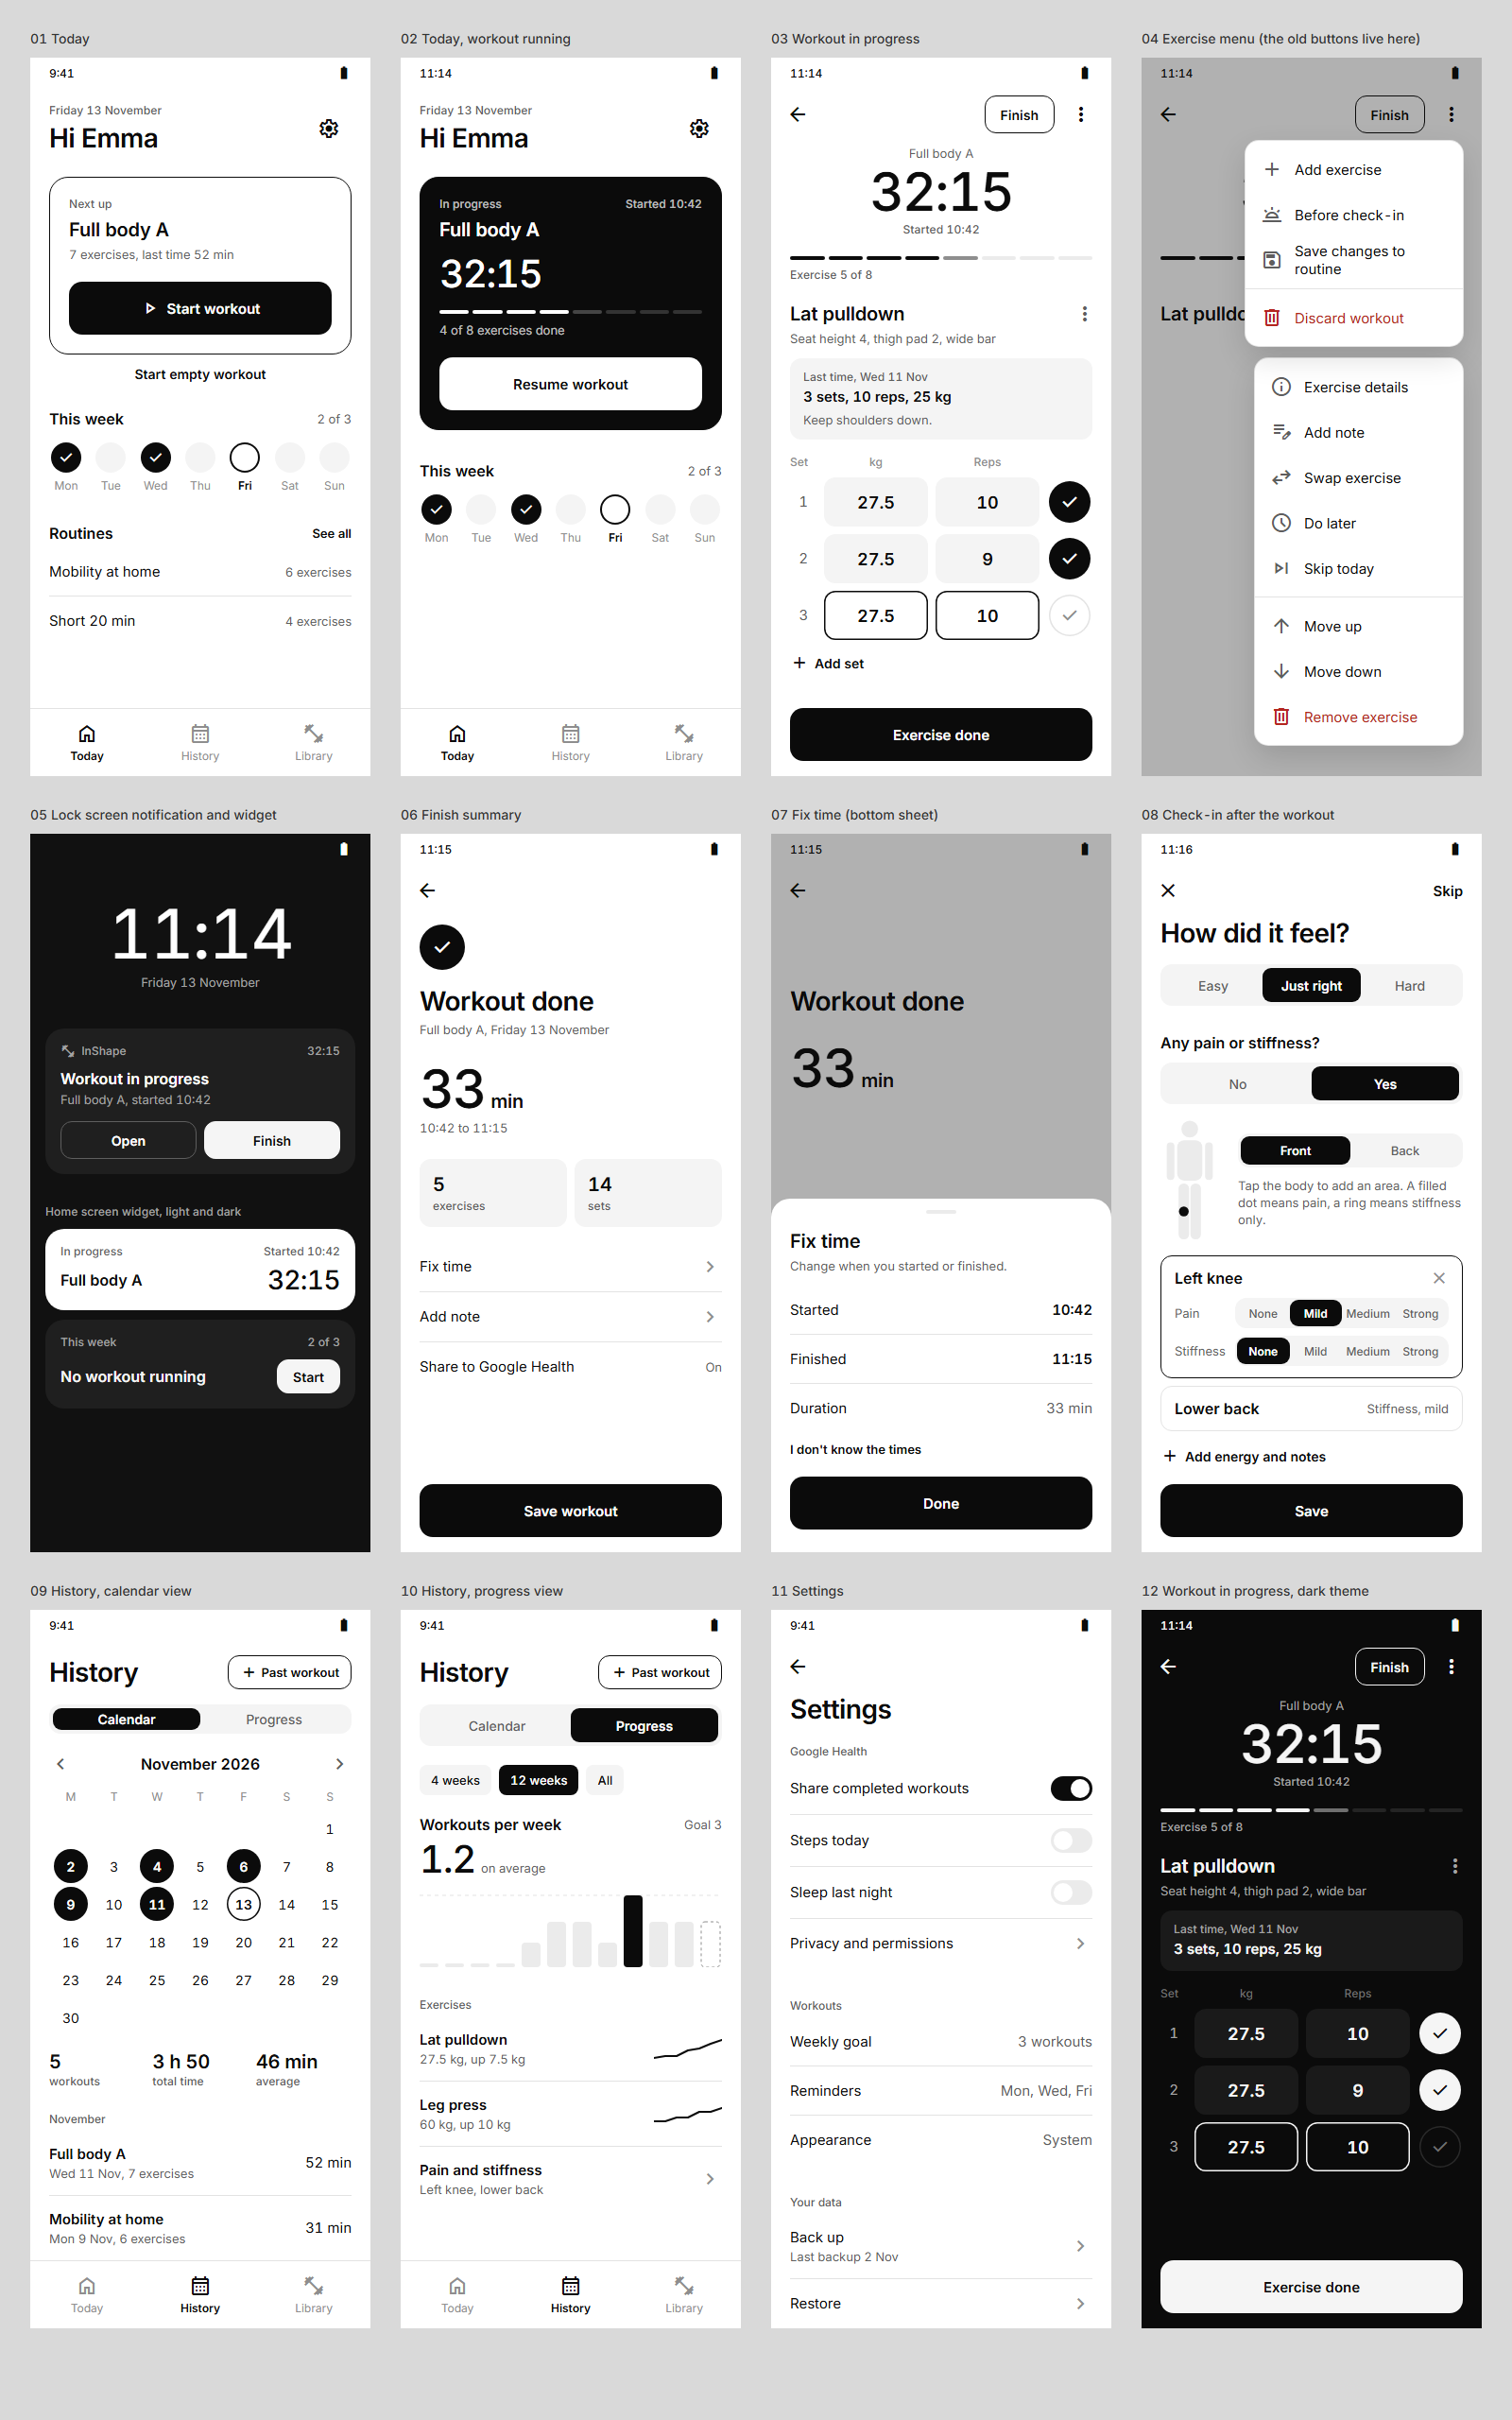 01 Today
9:41
Friday 13 November
Hi Emma
Next up
Full body A
7 exercises, last time 52 min
Start workout
Start empty workout
This week
2 of 3
Mon Tue Wed Thu Fri Sat Sun
Routines
See all
Mobility at home
6 exercises
Short 20 min
4 exercises
Today History Library
02 Today, workout running
11:14
Friday 13 November
Hi Emma
In progress
Started 10:42
Full body A
32:15
4 of 8 exercises done
Resume workout
This week
2 of 3
Mon Tue Wed Thu Fri Sat Sun
Today History Library
03 Workout in progress
11:14
Finish
Full body A
32:15
Started 10:42
Exercise 5 of 8
Lat pulldown
Seat height 4, thigh pad 2, wide bar
Last time, Wed 11 Nov
3 sets, 10 reps, 25 kg
Keep shoulders down.
Set kg Reps
1 27.5 10
2 27.5 9
3 27.5 10
Add set
Exercise done
04 Exercise menu (the old buttons live here)
11:14
Finish
Add exercise
Before check-in
Save changes to
routine
Discard workout
Lat pulldo
Exercise details
Add note
Swap exercise
Do later
Skip today
Move up
Move down
Remove exercise
05 Lock screen notification and widget
11:14
Friday 13 November
InShape
32:15
Workout in progress
Full body A, started 10:42
Open
Finish
Home screen widget, light and dark
In progress
Started 10:42
Full body A
32:15
This week
2 of 3
No workout running
Start
06 Finish summary
11:15
Workout done
Full body A, Friday 13 November
33 min
10:42 to 11:15
5
exercises
14
sets
Fix time
Add note
Share to Google Health
On
Save workout
07 Fix time (bottom sheet)
11:15
Workout done
33 min
Fix time
Change when you started or finished.
Started
10:42
Finished
11:15
Duration
33 min
I don't know the times
Done
08 Check-in after the workout
11:16
Skip
How did it feel?
Easy Just right Hard
Any pain or stiffness?
No Yes
Front Back
Tap the body to add an area. A filled
dot means pain, a ring means stiffness
only.
Left knee
Pain None Mild Medium Strong
Stiffness None Mild Medium Strong
Lower back
Stiffness, mild
Add energy and notes
Save
09 History, calendar view
9:41
History
Past workout
Calendar Progress
November 2026
M T W T F S S
1
2 3 4 5 6 7 8
9 10 11 12 13 14 15
16 17 18 19 20 21 22
23 24 25 26 27 28 29
30
5
workouts
3 h 50
total time
46 min
average
November
Full body A
Wed 11 Nov, 7 exercises
52 min
Mobility at home
Mon 9 Nov, 6 exercises
31 min
Today History Library
10 History, progress view
9:41
History
Past workout
Calendar Progress
4 weeks 12 weeks All
Workouts per week
Goal 3
1.2 on average
Exercises
Lat pulldown
27.5 kg, up 7.5 kg
Leg press
60 kg, up 10 kg
Pain and stiffness
Left knee, lower back
Today History Library
11 Settings
9:41
Settings
Google Health
Share completed workouts
Steps today
Sleep last night
Privacy and permissions
Workouts
Weekly goal
3 workouts
Reminders
Mon, Wed, Fri
Appearance
System
Your data
Back up
Last backup 2 Nov
Restore
12 Workout in progress, dark theme
11:14
Finish
Full body A
32:15
Started 10:42
Exercise 5 of 8
Lat pulldown
Seat height 4, thigh pad 2, wide bar
Last time, Wed 11 Nov
3 sets, 10 reps, 25 kg
Set kg Reps
1 27.5 10
2 27.5 9
3 27.5 10
Exercise done